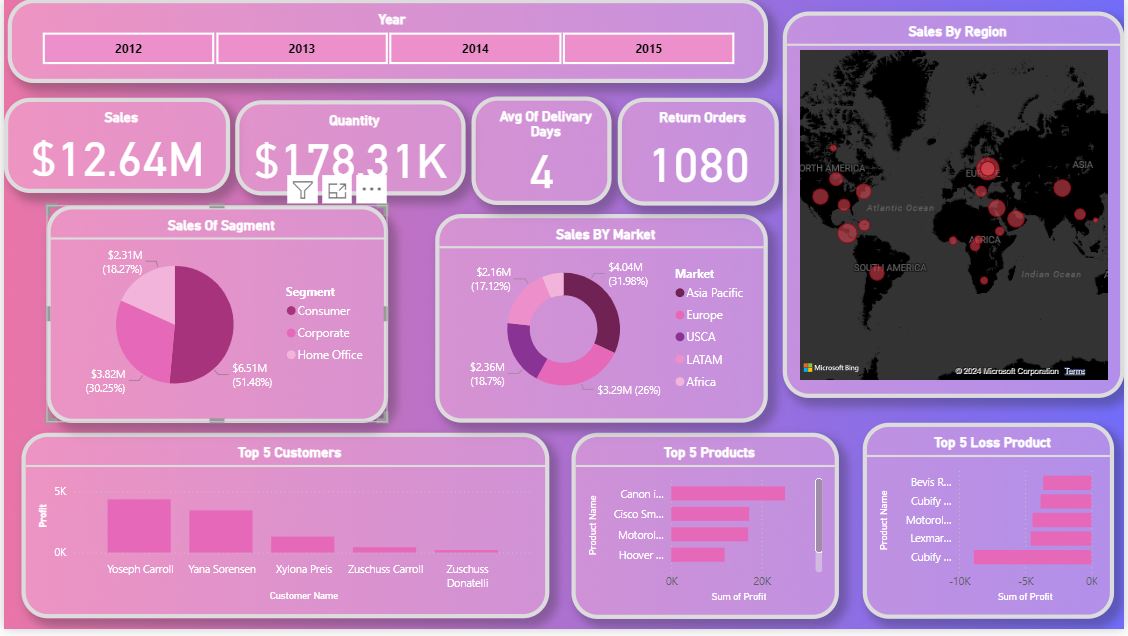 Year
2012
2013
2014
2015
Sales By Region
Sales
$12.64M
Quantity
$178.31K
Avg Of Delivary
Days
4
Return Orders
1080
ORTH AMERICA
EUROPE
ASIA
Atlantic Ocean
AFRICA
SOUTH AMERICA
Indian Ocean
A
Microsoft Bing
© 2024 Microsoft Corporation
Terms
Sales Of Sagment
$2.31M
(18.27%)
$3.82M
(30.25%)
$6.51M
(51.48%)
Segment
Consumer
Corporate
Home Office
Sales BY Market
$2.16M
(17.12%)
$4.04M
(31.98%)
$2.36M
(18.7%)
$3.29M (26%)
Market
Asia Pacific
Europe
USCA
LATAM
Africa
Top 5 Customers
Profit
5K
0K
Yoseph Carroll
Yana Sorensen
Xylona Preis
Zuschuss Carroll
Zuschuss
Donatelli
Customer Name
Top 5 Products
Product Name
Canon i...
Cisco Sm...
Motorol...
Hoover ...
0K
20K
Sum of Profit
Top 5 Loss Product
Product Name
Bevis R...
Cubify ...
Motorol...
Lexmar...
Cubify ...
-10K
-5K
0K
Sum of Profit